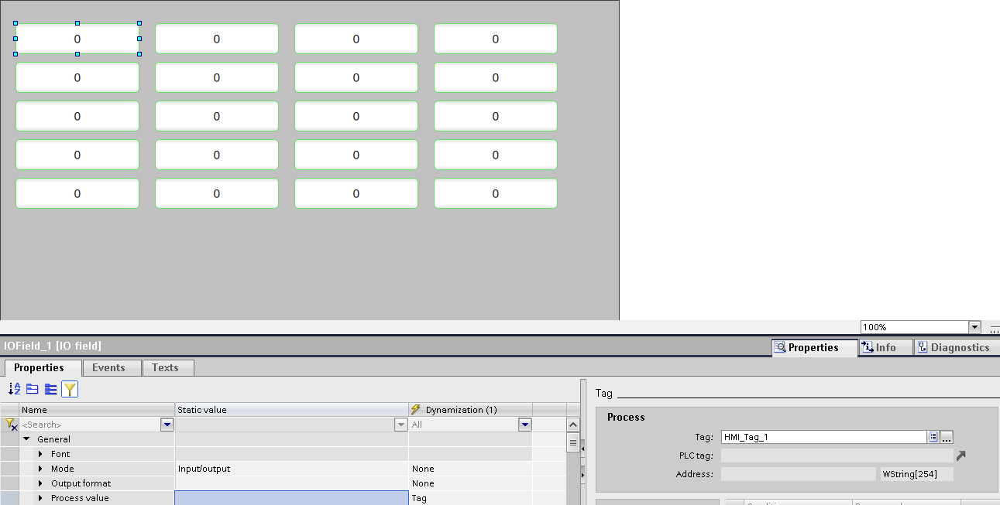 0 0 0 0
0 0 0 0
0 0 0 0
0 0 0 0
0 0 0 0
100%
IOField_1 [IO field]
Properties Info Diagnostics
Properties Events Texts
Tag
Name Static value Dynamization (1)
Process
<Search> All
Tag: HMI_Tag_1 ...
General
PLC tag:
Font
Mode Input/output None
Address: WString[254]
Output format None
Process value Tag